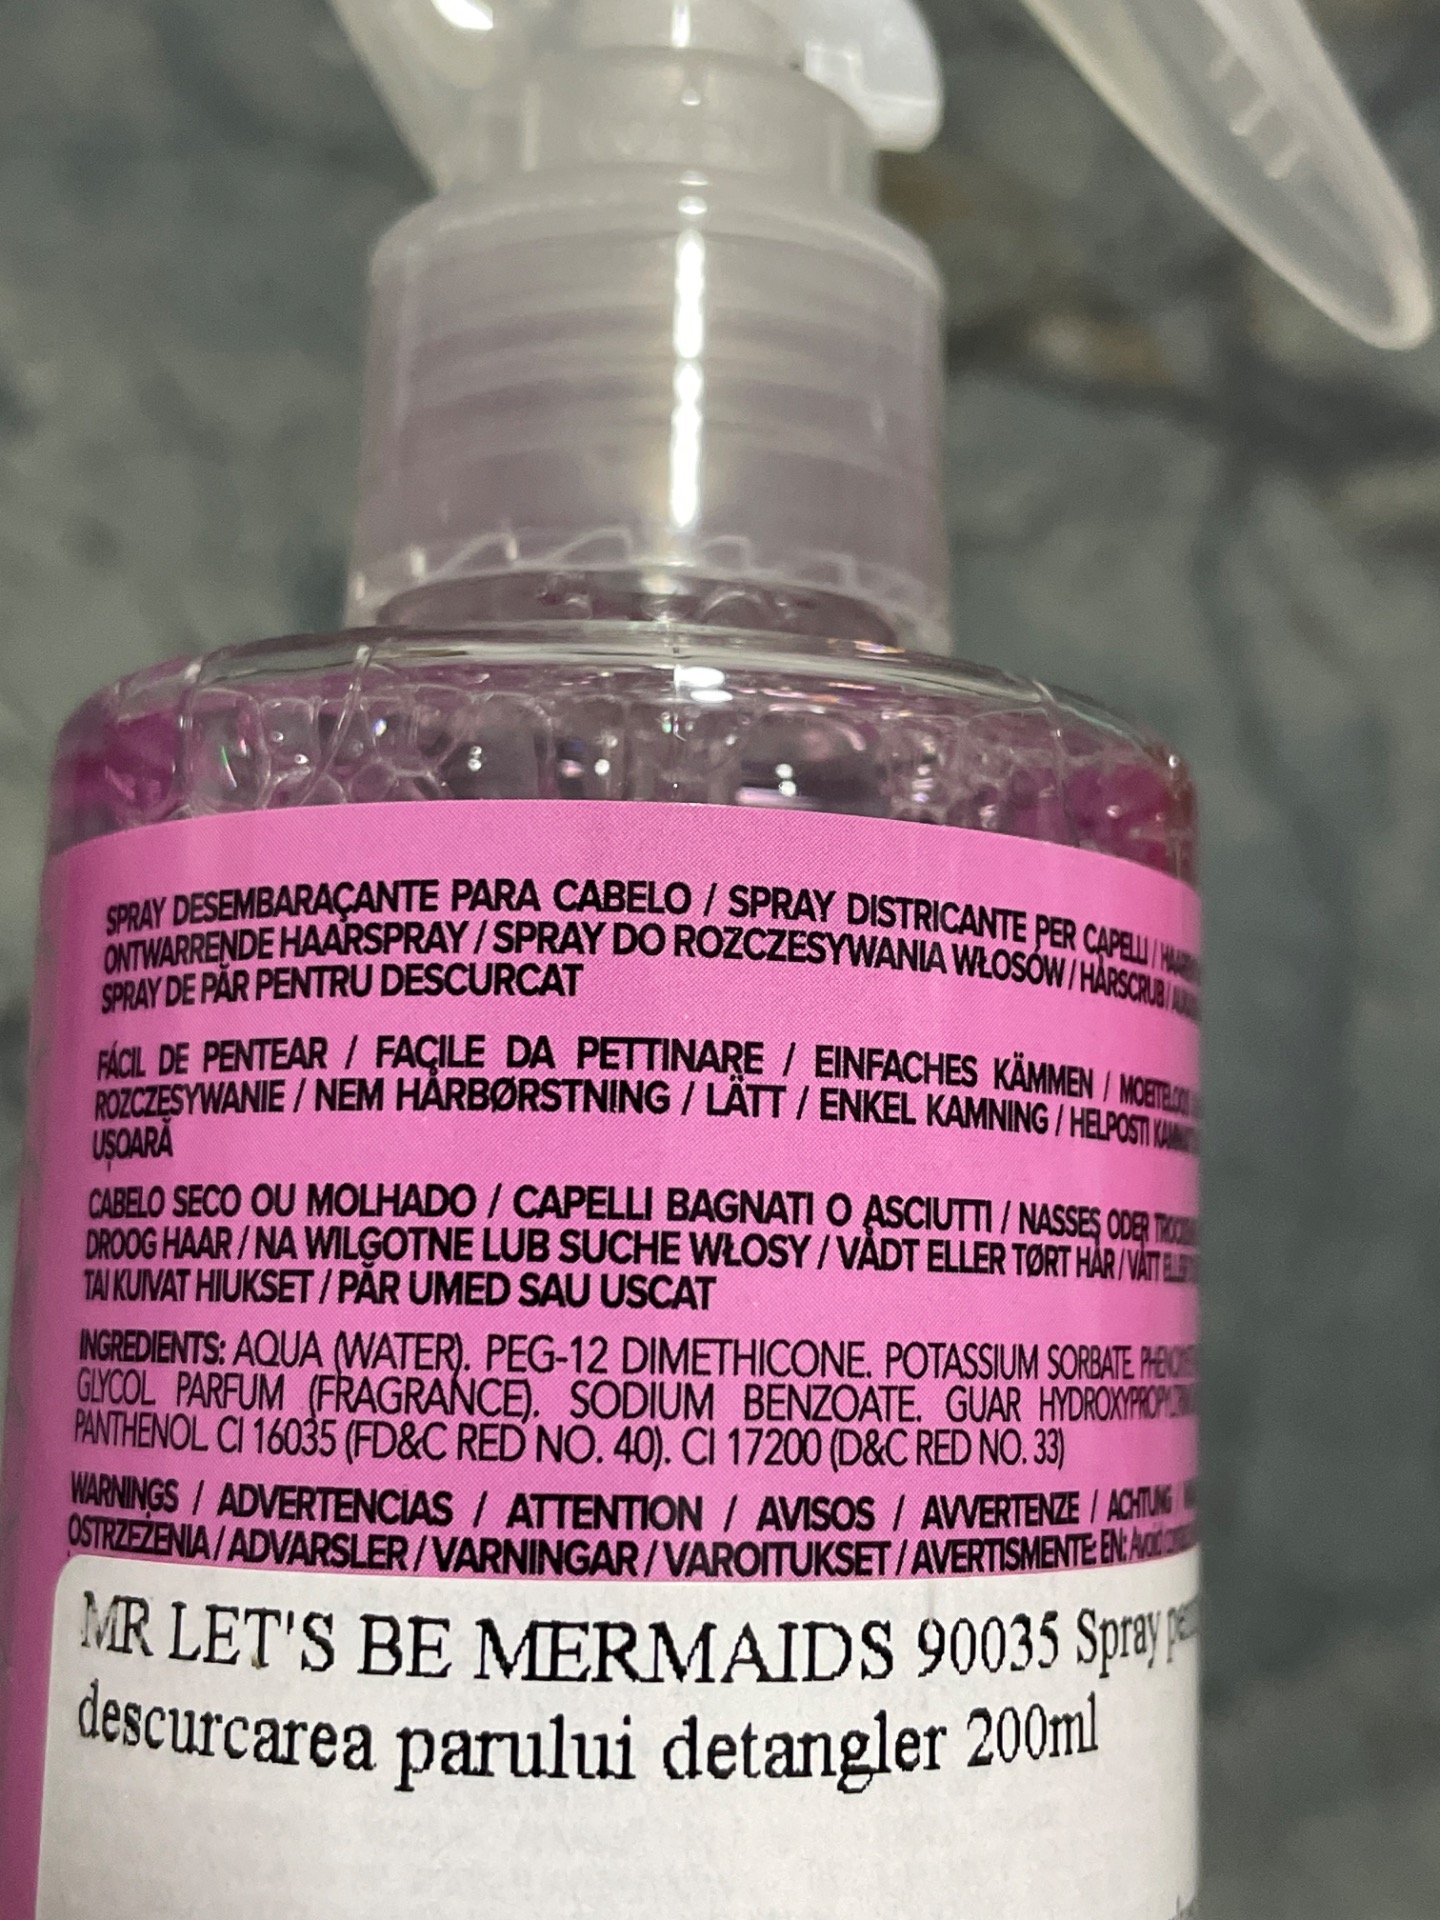 SPRAY DESEMBARAÇANTE PARA CABELO / SPRAY DISTRICANTE PER CAPELLI /
ONTWARRENDE HAARSPRAY / SPRAY DO ROZCZESYWANIA WŁOSÓW / HÅRSCRUB /
SPRAY DE PĂR PENTRU DESCURCAT
FÁCIL DE PENTEAR / FACILE DA PETTINARE / EINFACHES KÄMMEN / MOEITELOOS
ROZCZESYWANIE / NEM HÅRBØRSTNING / LÄTT / ENKEL KAMNING / HELPOSTI
UȘOARĂ
CABELO SECO OU MOLHADO / CAPELLI BAGNATI O ASCIUTTI / NASSES ODER
DROOG HAAR / NA WILGOTNE LUB SUCHE WŁOSY / VÅDT ELLER TØRT HÅR / VÅTT
TAI KUIVAT HIUKSET / PĂR UMED SAU USCAT
INGREDIENTS: AQUA (WATER). PEG-12 DIMETHICONE. POTASSIUM SORBATE.
GLYCOL PARFUM (FRAGRANCE). SODIUM BENZOATE. GUAR
PANTHENOL. CI 16035 (FD&C RED NO. 40). CI 17200 (D&C RED NO. 33)
WARNINGS / ADVERTENCIAS / ATTENTION / AVISOS / AVVERTENZE / ACHTUNG
OSTRZEŻENIA / ADVARSLER / VARNINGAR / VAROITUKSET / AVERTISMENTE: EN: Avoid
MR LET'S BE MERMAIDS 90035 Spray
descurcarea parului detangler 200ml